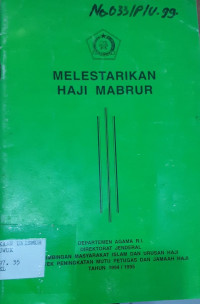 No.033/P/U.99.
MELESTARIKAN
HAJI MABRUR
DEPARTEMEN AGAMA R I
DIREKTORAT JENDERAL
BIMBINGAN MASYARAKAT ISLAM DAN URUSAN HAJI
PENINGKATAN MUTU PETUGAS DAN JAMAAH HAJI
TAHUN 1994 / 1995